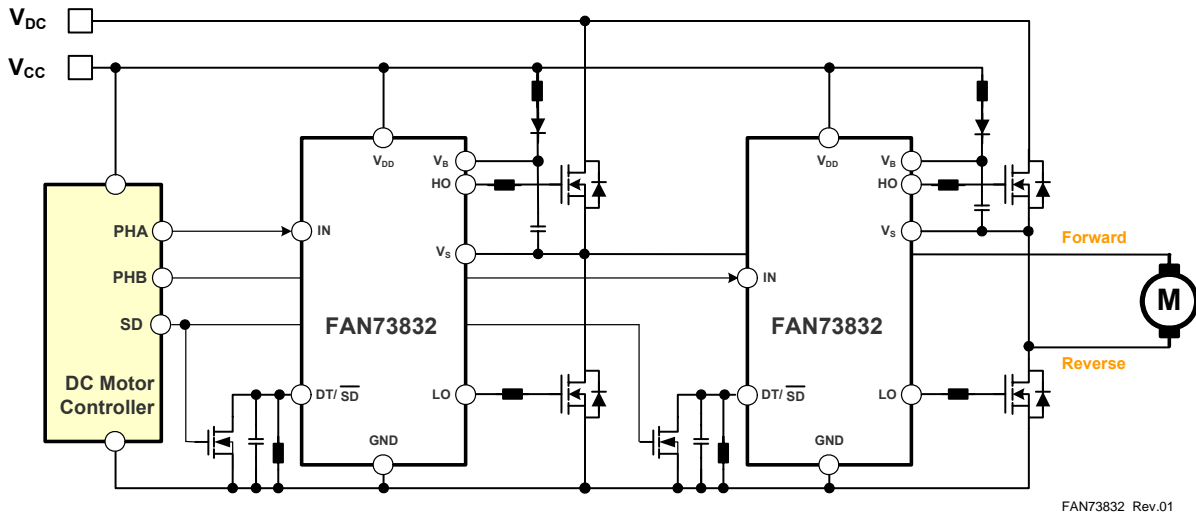 VDC
VCC
VDD
VB
HO
VDD
VB
HO
PHA
IN
VS
Forward
PHB
VS
IN
M
SD
FAN73832
FAN73832
Reverse
DC Motor
Controller
DT/ SD
LO
DT/ SD
LO
GND
GND
FAN73832 Rev.01